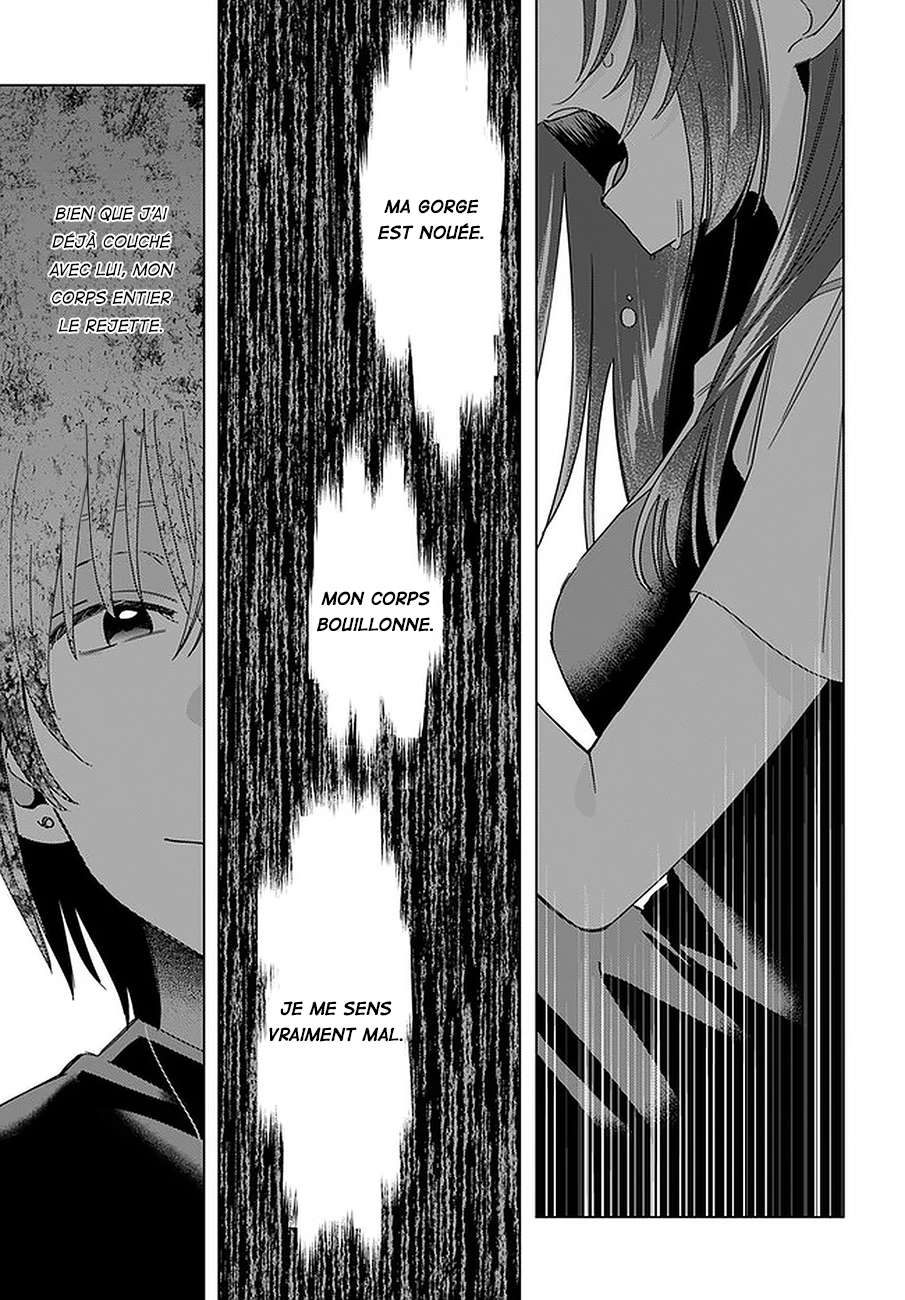 MA GORGE
EST NOUÉE.
MON CORPS
BOUILLONNE.
JE ME SENS
VRAIMENT MAL.
BIEN QUE J'AI
DÉJÀ COUCHÉ
AVEC LUI, MON
CORPS ENTIER
LE REJETTE.